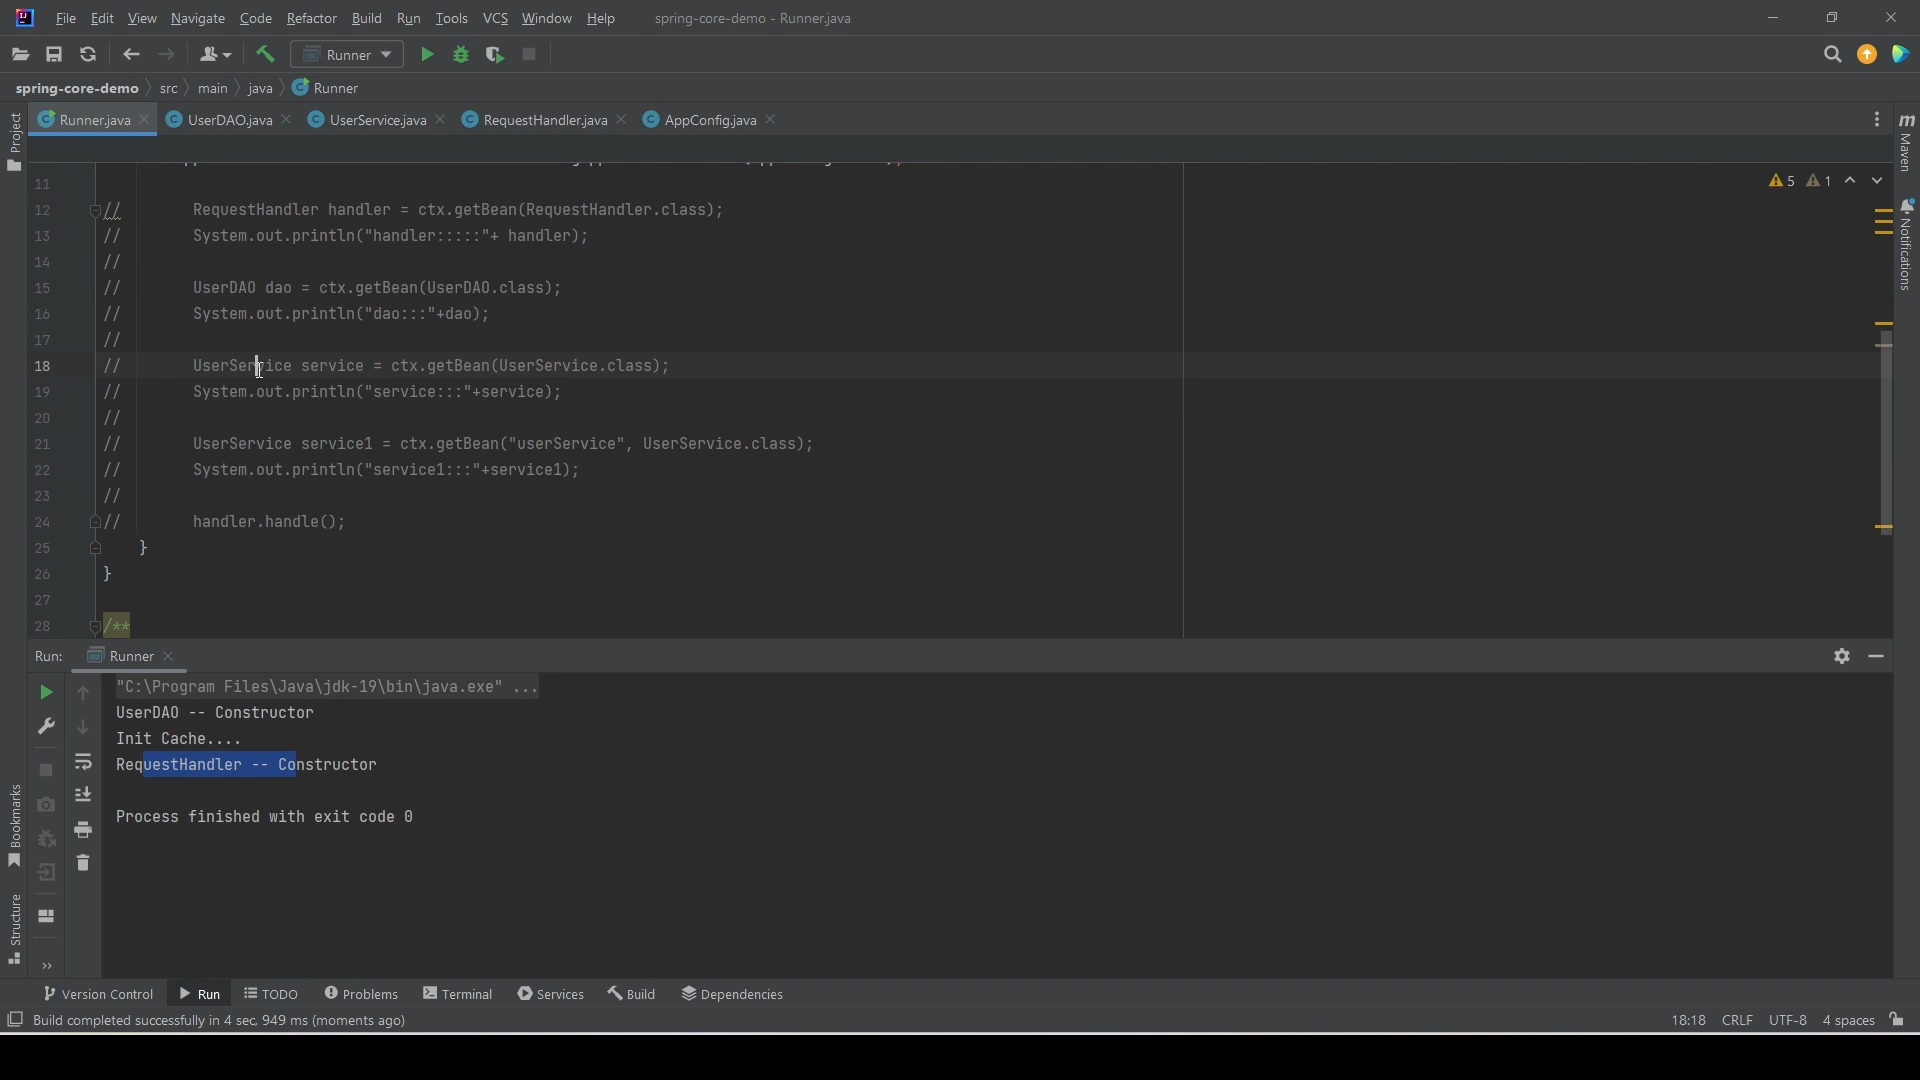 File Edit View Navigate Code Refactor Build Run Tools VCS Window Help spring-core-demo - Runner.java
Runner
spring-core-demo src main java Runner
Runner.java UserDAO.java UserService.java RequestHandler.java AppConfig.java
Project
Maven
Notifications
5 1
11
12 // RequestHandler handler = ctx.getBean(RequestHandler.class);
13 // System.out.println("handler:::::"+ handler);
14 //
15 // UserDAO dao = ctx.getBean(UserDAO.class);
16 // System.out.println("dao:::"+dao);
17 //
18 // UserService service = ctx.getBean(UserService.class);
19 // System.out.println("service:::"+service);
20 //
21 // UserService service1 = ctx.getBean("userService", UserService.class);
22 // System.out.println("service1:::"+service1);
23 //
24 // handler.handle();
25 }
26 }
27
28 /**
Run: Runner
"C:\Program Files\Java\jdk-19\bin\java.exe" ...
UserDAO -- Constructor
Init Cache....
RequestHandler -- Constructor
Process finished with exit code 0
Bookmarks
Structure
Version Control Run TODO Problems Terminal Services Build Dependencies
Build completed successfully in 4 sec, 949 ms (moments ago) 18:18 CRLF UTF-8 4 spaces